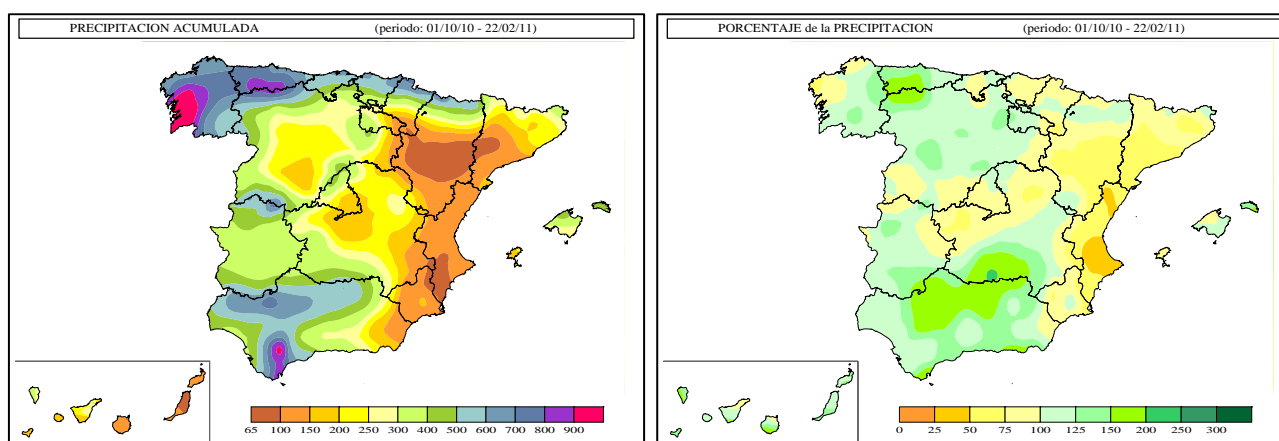 PRECIPITACION ACUMULADA (periodo: 01/10/10 - 22/02/11)
65 100 150 200 250 300 400 500 600 700 800 900
PORCENTAJE de la PRECIPITACION (periodo: 01/10/10 - 22/02/11)
0 25 50 75 100 125 150 200 250 300